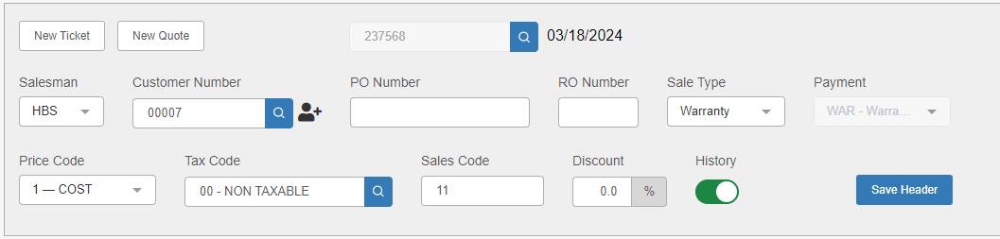 New Ticket New Quote 237568 03/18/2024
Salesman Customer Number PO Number RO Number Sale Type Payment
HBS 00007 Warranty WAR - Warra...
Price Code Tax Code Sales Code Discount History
1 — COST 00 - NON TAXABLE 11 0.0 % Save Header